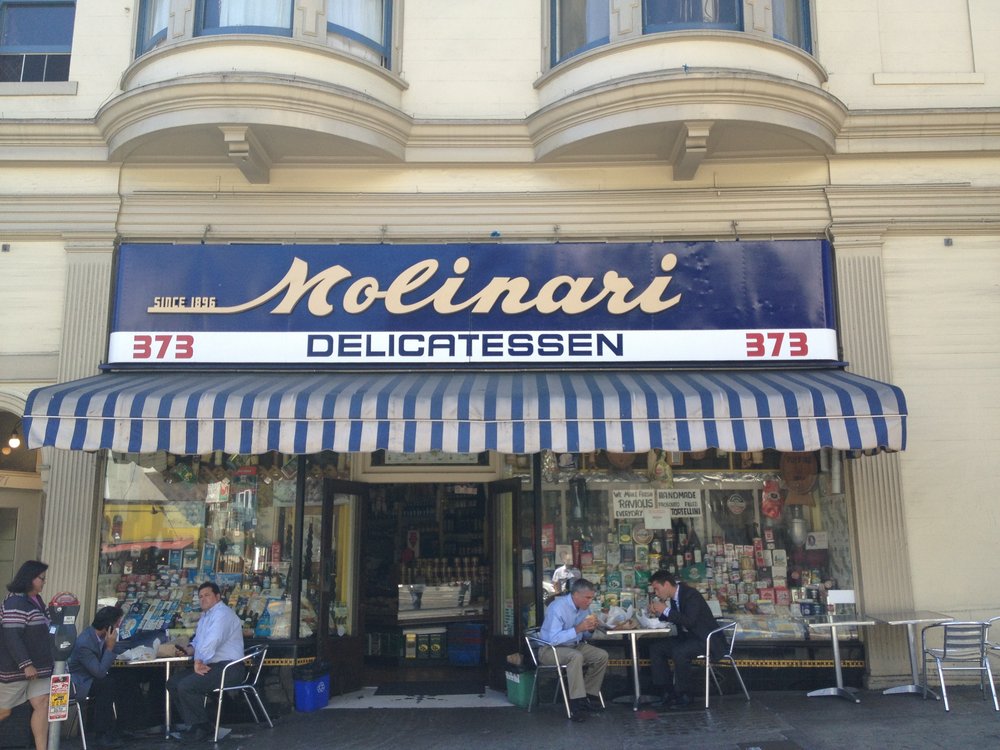 SINCE 1896
Molinari
373 DELICATESSEN 373
WE MAKE FRESH
RAVIOLIS
EVERYDAY
HANDMADE
TORTELLINI